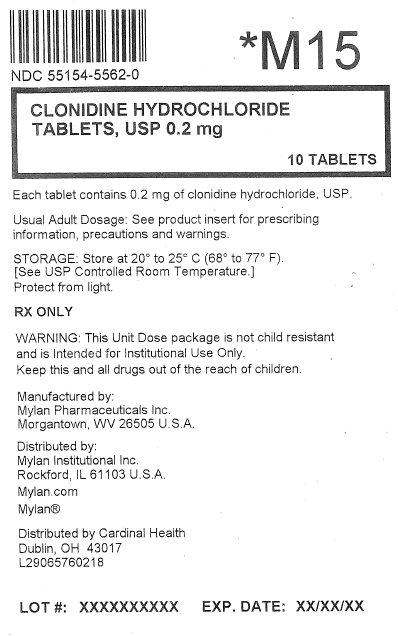 *M15
NDC 55154-5562-0
CLONIDINE HYDROCHLORIDE
TABLETS, USP 0.2 mg
10 TABLETS
Each tablet contains 0.2 mg of clonidine hydrochloride, USP.
Usual Adult Dosage: See product insert for prescribing
information, precautions and warnings.
STORAGE: Store at 20° to 25° C (68° to 77° F).
[See USP Controlled Room Temperature.]
Protect from light.
RX ONLY
WARNING: This Unit Dose package is not child resistant
and is Intended for Institutional Use Only.
Keep this and all drugs out of the reach of children.
Manufactured by:
Mylan Pharmaceuticals Inc.
Morgantown, WV 26505 U.S.A.
Distributed by:
Mylan Institutional Inc.
Rockford, IL 61103 U.S.A.
Mylan.com
Mylan®
Distributed by Cardinal Health
Dublin, OH 43017
L29065760218
LOT #: XXXXXXXXXX EXP. DATE: XX/XX/XX